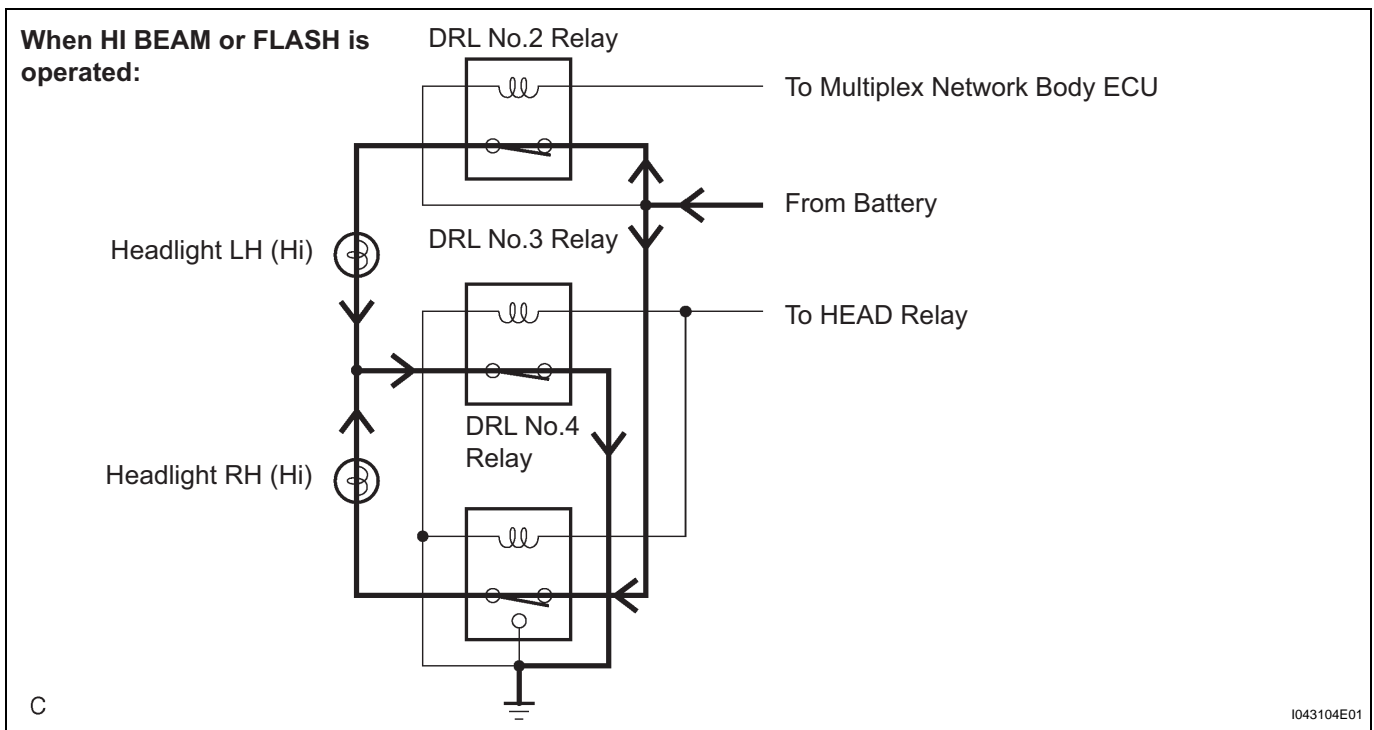 When HI BEAM or FLASH is
operated:
DRL No.2 Relay
To Multiplex Network Body ECU
From Battery
Headlight LH (Hi)
DRL No.3 Relay
To HEAD Relay
DRL No.4
Relay
Headlight RH (Hi)
C
I043104E01